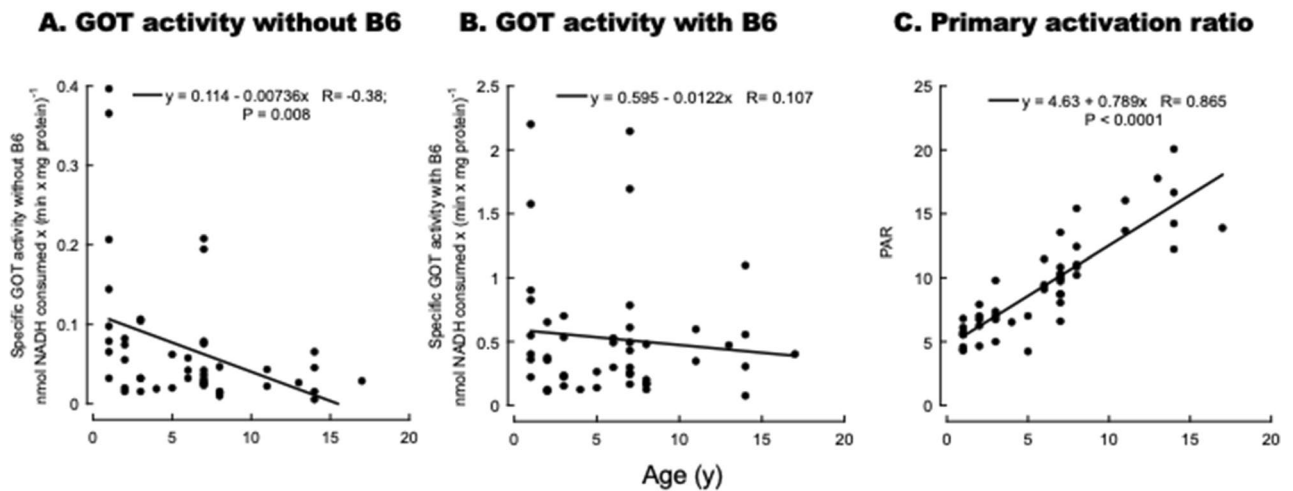 A. GOT activity without B6
B. GOT activity with B6
C. Primary activation ratio
Specific GOT activity without B6
nmol NADH consumed x (min x mg protein)-1
0.4
0.3
0.2
0.1
0
y = 0.114 - 0.00736x R= -0.38;
P = 0.008
0 5 10 15 20
Specific GOT activity with B6
nmol NADH consumed x (min x mg protein)-1
2.5
2
1.5
1
0.5
0
y = 0.595 - 0.0122x R= 0.107
0 5 10 15 20
Age (y)
PAR
25
20
15
10
5
0
y = 4.63 + 0.789x R= 0.865
P < 0.0001
0 5 10 15 20